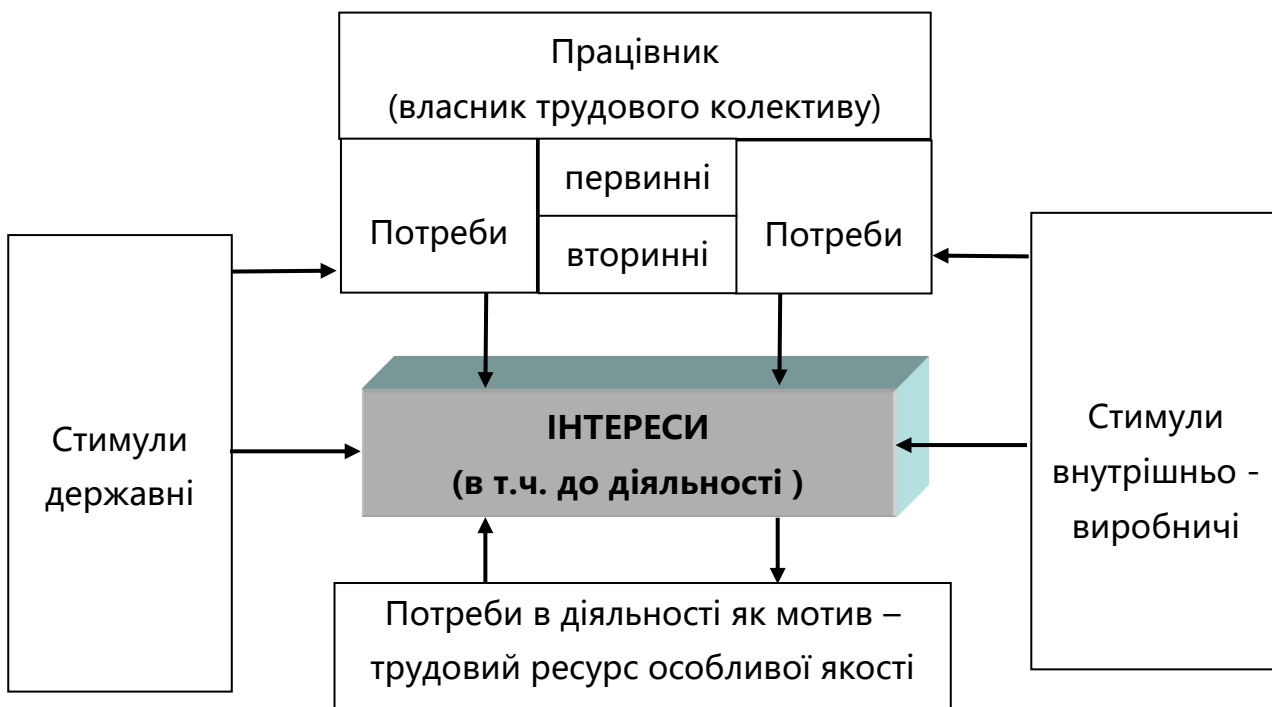 Працівник
(власник трудового колективу)
Потреби
первинні
вторинні
Потреби
Стимули
державні
ІНТЕРЕСИ
(в т.ч. до діяльності )
Стимули
внутрішньо -
виробничі
Потреби в діяльності як мотив –
трудовий ресурс особливої якості